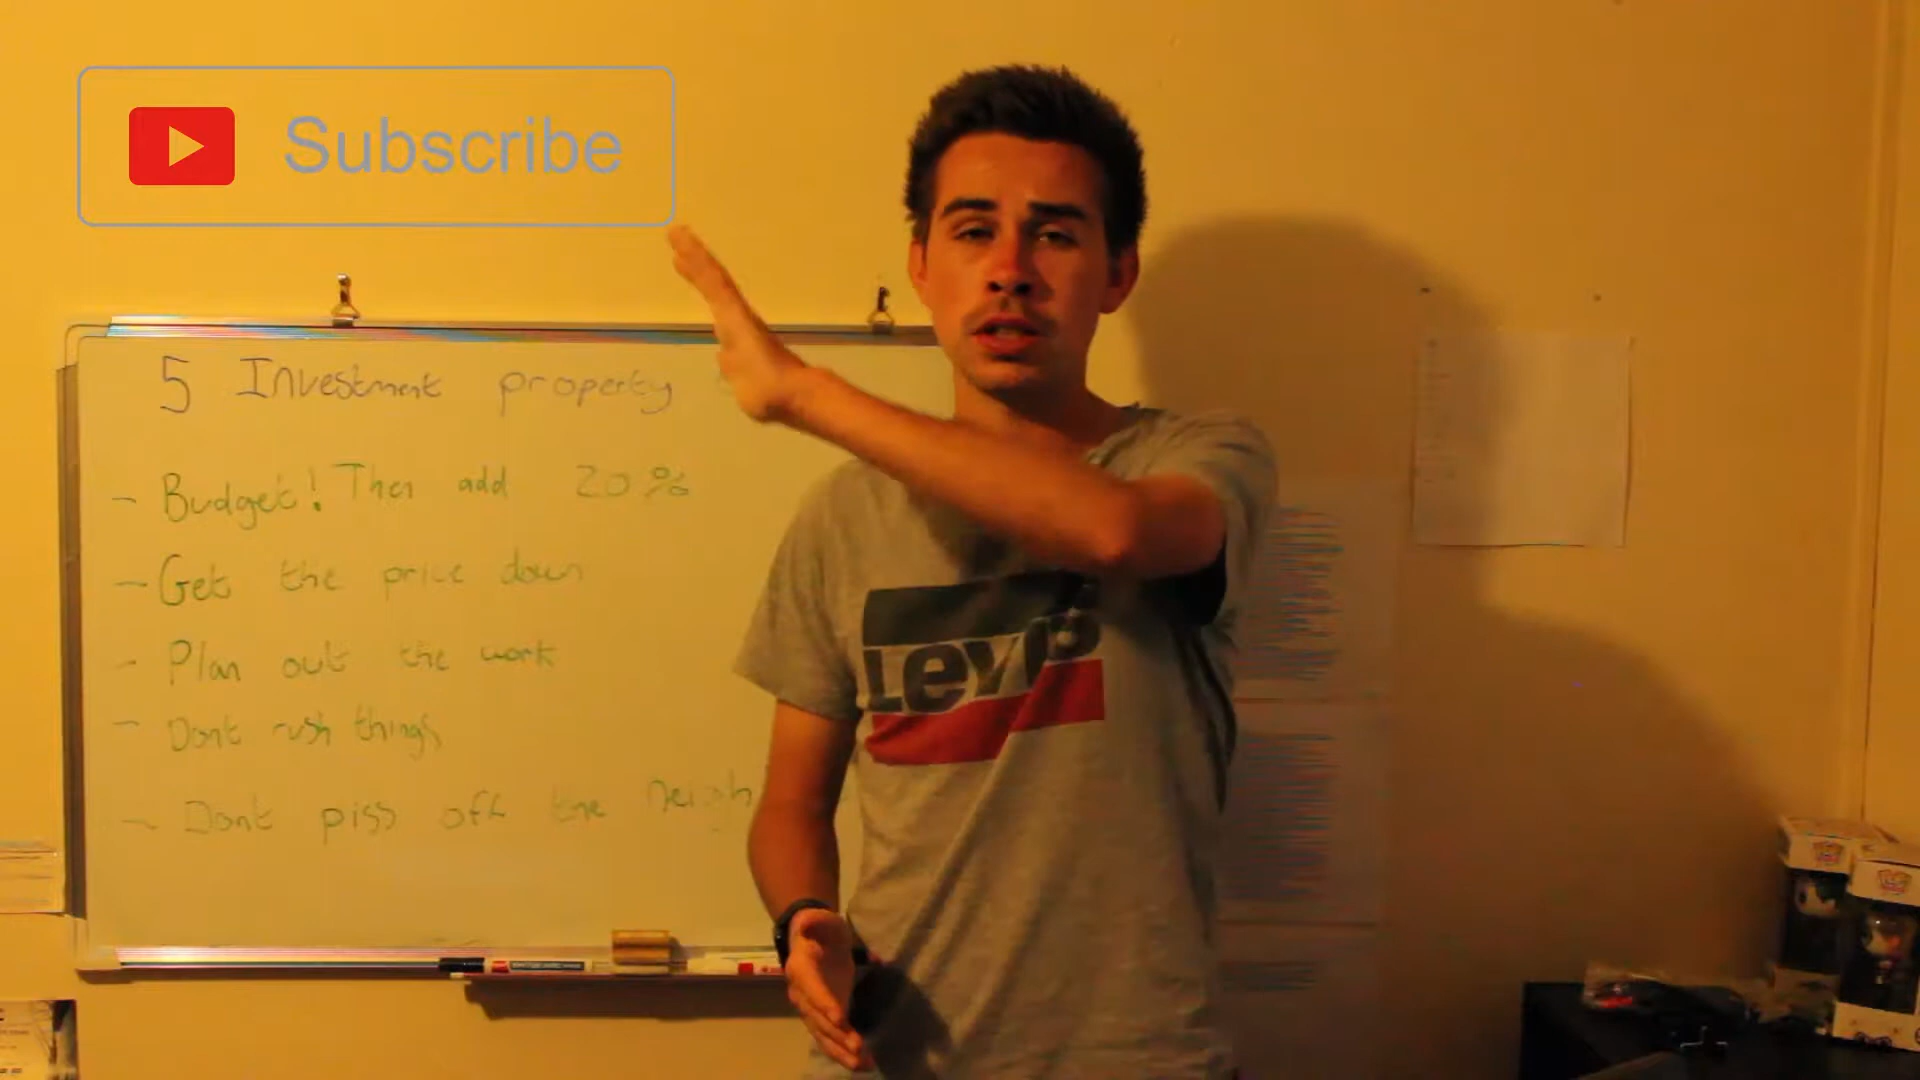 Subscribe
5 Investment property
- Budget! Then add 20%
- Get the price down
- Plan out the work
- Dont rush things
- Dont piss off the neigh
Levi's